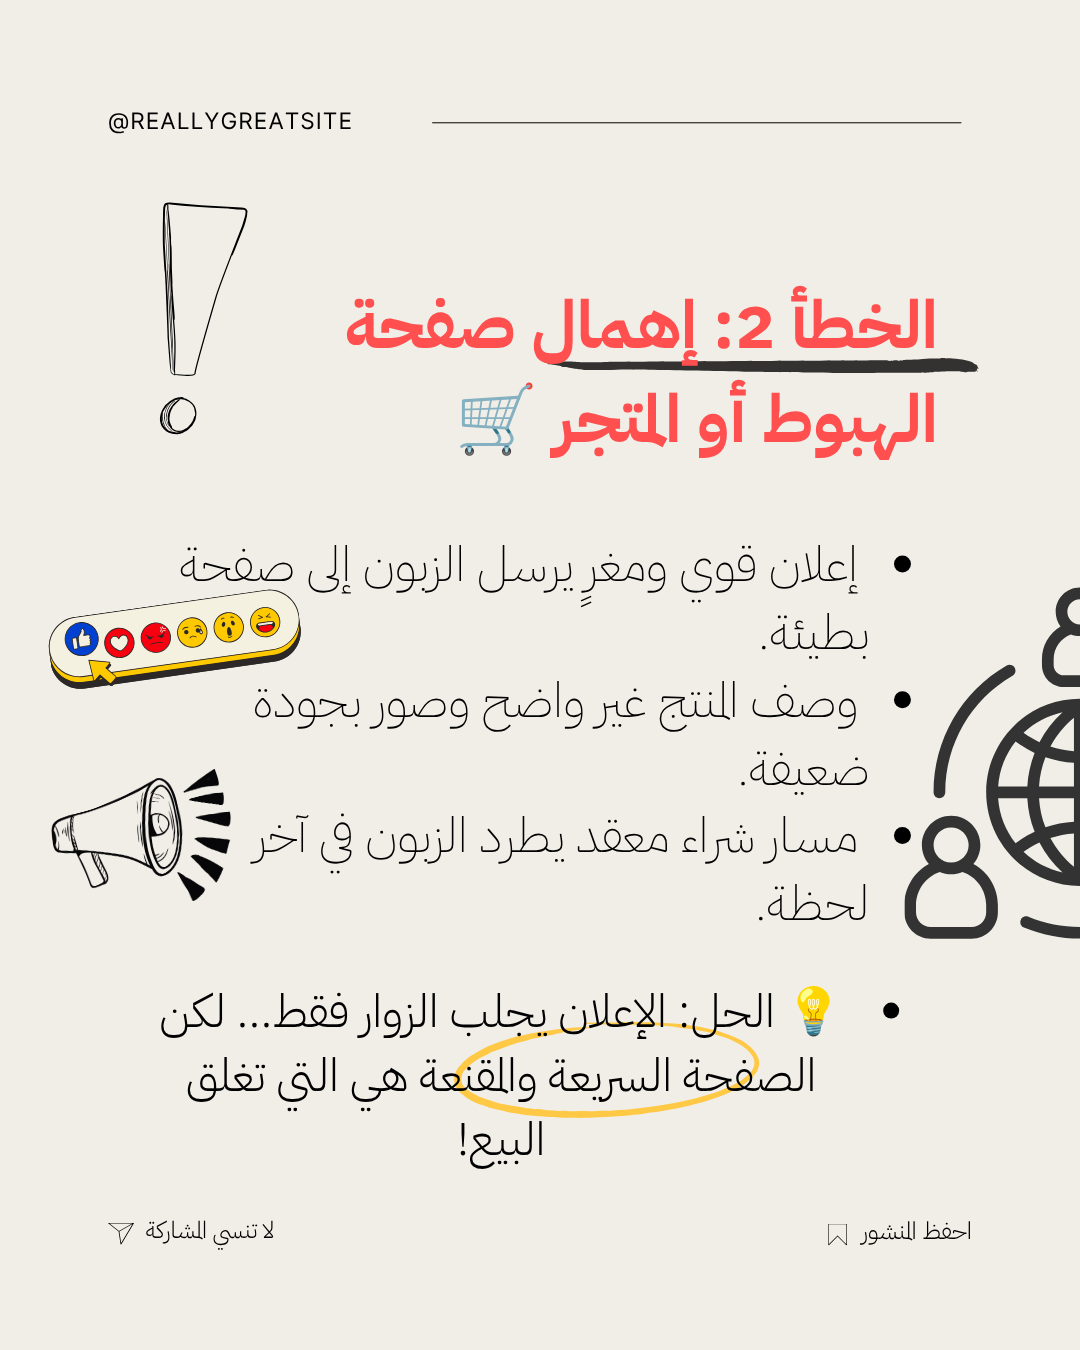 @REALLYGREATSITE
الخطأ 2: إهمال صفحة
الهبوط أو المتجر 🛒
• إعلان قوي ومغرٍ يرسل الزبون إلى صفحة
بطيئة.
• وصف المنتج غير واضح وصور بجودة
ضعيفة.
• مسار شراء معقد يطرد الزبون في آخر
لحظة.
• 💡 الحل: الإعلان يجلب الزوار فقط... لكن
الصفحة السريعة والمقنعة هي التي تغلق
البيع!
احفظ المنشور
لا تنسي المشاركة